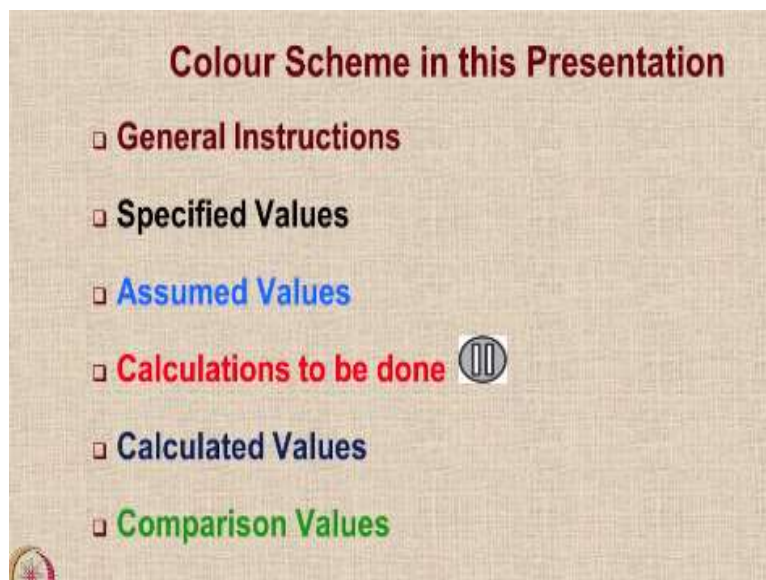 Colour Scheme in this Presentation
General Instructions
Specified Values
Assumed Values
Calculations to be done
Calculated Values
Comparison Values